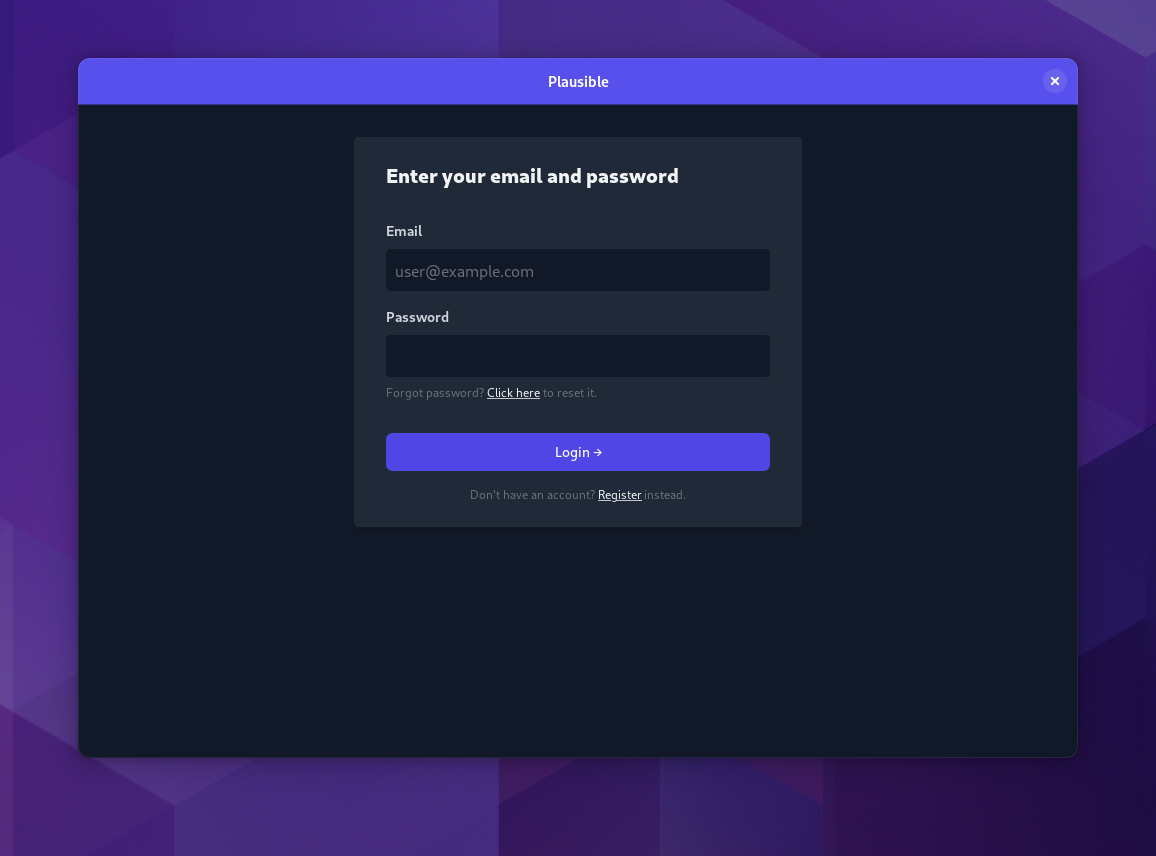 Plausible
Enter your email and password
Email
user@example.com
Password
Forgot password? Click here to reset it.
Login →
Don't have an account? Register instead.